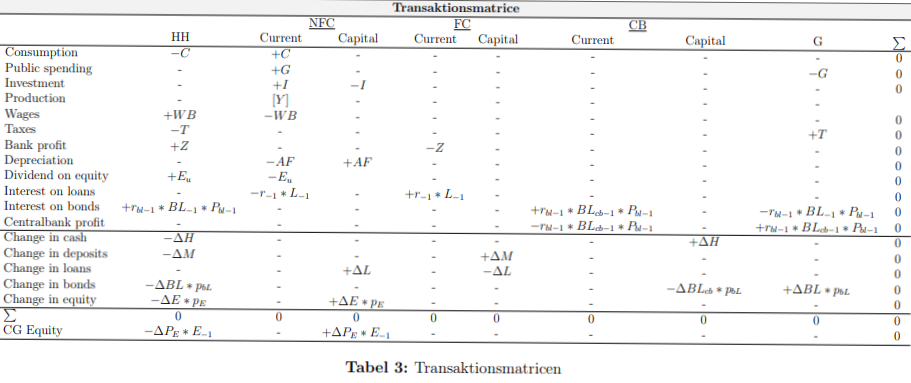 Transaktionsmatrice
NFC FC CB
HH Current Capital Current Capital Current Capital G ∑
Consumption −C +C - - - - - - 0
Public spending - +G - - - - - −G 0
Investment - +I −I - - - - - 0
Production - [Y] - - - - - -
Wages +WB −WB - - - - - - 0
Taxes −T - - - - - - +T 0
Bank profit +Z - - −Z - - - - 0
Depreciation - −AF +AF - - - - - 0
Dividend on equity +E_u −E_u - - - - - 0
Interest on loans - −r_{−1} * L_{−1} +r_{−1} * L_{−1} - - - - 0
Interest on bonds +r_{bl−1} * BL_{−1} * P_{bl−1} - - - - +r_{bl−1} * BL_{cb−1} * P_{bl−1} - −r_{bl−1} * BL_{−1} * P_{bl−1} 0
Centralbank profit - - - - −r_{bl−1} * BL_{cb−1} * P_{bl−1} - +r_{bl−1} * BL_{cb−1} * P_{bl−1} 0
Change in cash −ΔH - - - - - +ΔH - 0
Change in deposits −ΔM - - - +ΔM - - - 0
Change in loans - - +ΔL - −ΔL - - - 0
Change in bonds −ΔBL * p_{bL} - - - - - −ΔBL_{cb} * p_{bL} +ΔBL * p_{bL} 0
Change in equity −ΔE * p_E - +ΔE * p_E - - - - - 0
∑ 0 0 0 0 0 0 0 0 0
CG Equity −ΔP_E * E_{−1} - +ΔP_E * E_{−1} - - - - - 0
Tabel 3: Transaktionsmatricen